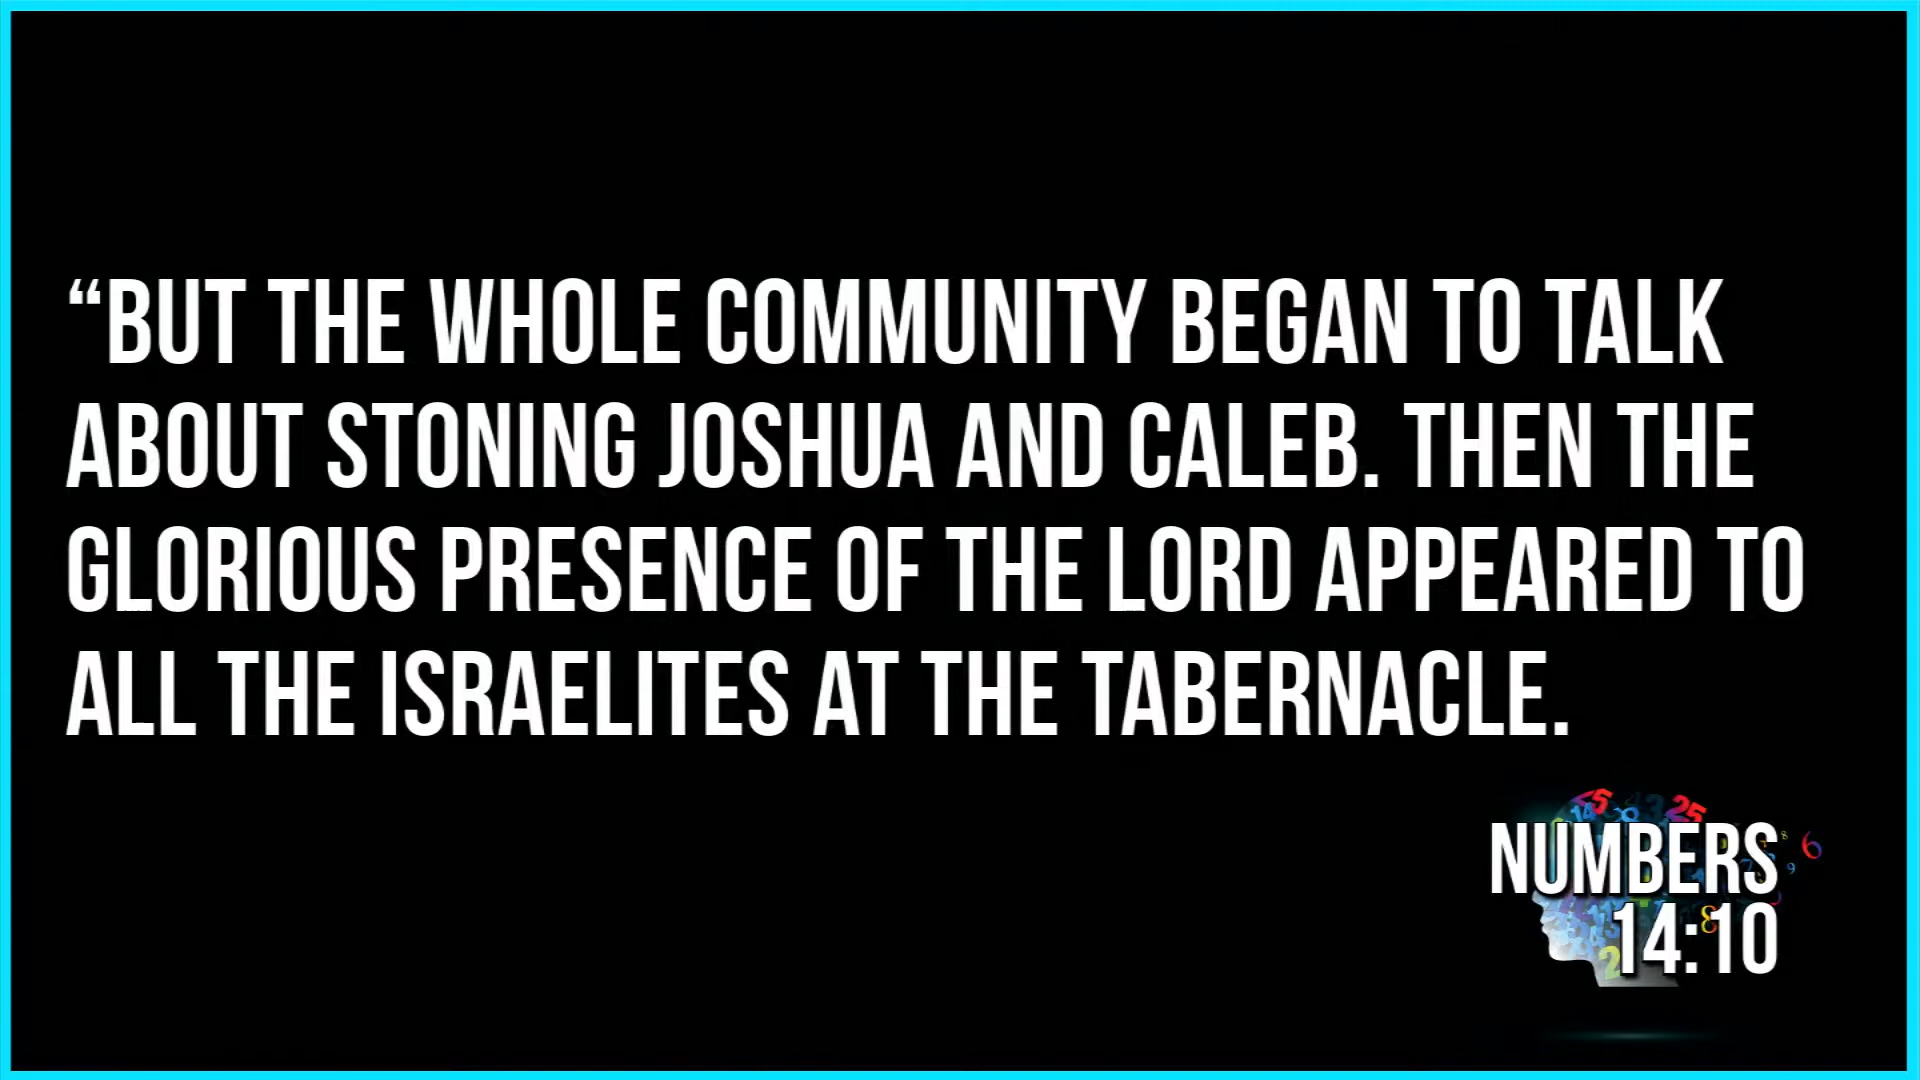 “BUT THE WHOLE COMMUNITY BEGAN TO TALK
ABOUT STONING JOSHUA AND CALEB. THEN THE
GLORIOUS PRESENCE OF THE LORD APPEARED TO
ALL THE ISRAELITES AT THE TABERNACLE.
NUMBERS
14:10